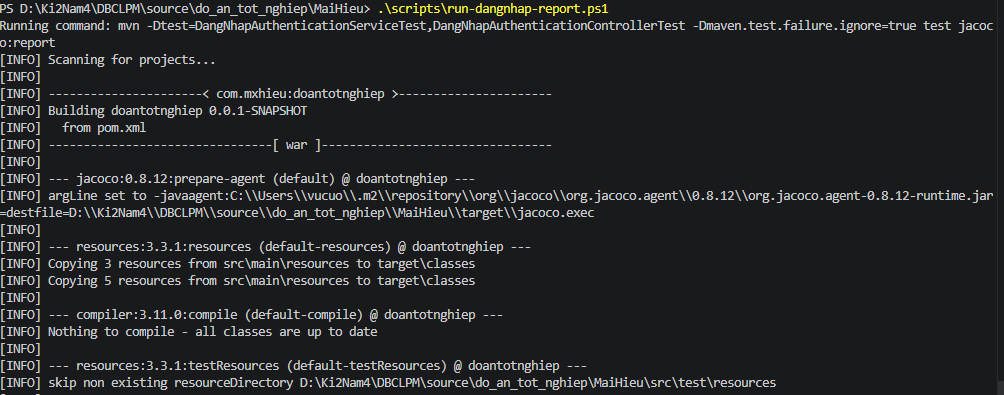 PS D:\Ki2Nam4\DBCLPM\source\do_an_tot_nghiep\MaiHieu> .\scripts\run-dangnhap-report.ps1
Running command: mvn -Dtest=DangNhapAuthenticationServiceTest,DangNhapAuthenticationControllerTest -Dmaven.test.failure.ignore=true test jacoc
o:report
[INFO] Scanning for projects...
[INFO]
[INFO] ----------------------< com.mxhieu:doantotnghiep >----------------------
[INFO] Building doantotnghiep 0.0.1-SNAPSHOT
[INFO]   from pom.xml
[INFO] --------------------------------[ war ]---------------------------------
[INFO]
[INFO] --- jacoco:0.8.12:prepare-agent (default) @ doantotnghiep ---
[INFO] argLine set to -javaagent:C:\\Users\\vucuo\\.m2\\repository\\org\\jacoco\\org.jacoco.agent\\0.8.12\\org.jacoco.agent-0.8.12-runtime.jar
=destfile=D:\\Ki2Nam4\\DBCLPM\\source\\do_an_tot_nghiep\\MaiHieu\\target\\jacoco.exec
[INFO]
[INFO] --- resources:3.3.1:resources (default-resources) @ doantotnghiep ---
[INFO] Copying 3 resources from src\main\resources to target\classes
[INFO] Copying 5 resources from src\main\resources to target\classes
[INFO]
[INFO] --- compiler:3.11.0:compile (default-compile) @ doantotnghiep ---
[INFO] Nothing to compile - all classes are up to date
[INFO]
[INFO] --- resources:3.3.1:testResources (default-testResources) @ doantotnghiep ---
[INFO] skip non existing resourceDirectory D:\Ki2Nam4\DBCLPM\source\do_an_tot_nghiep\MaiHieu\src\test\resources